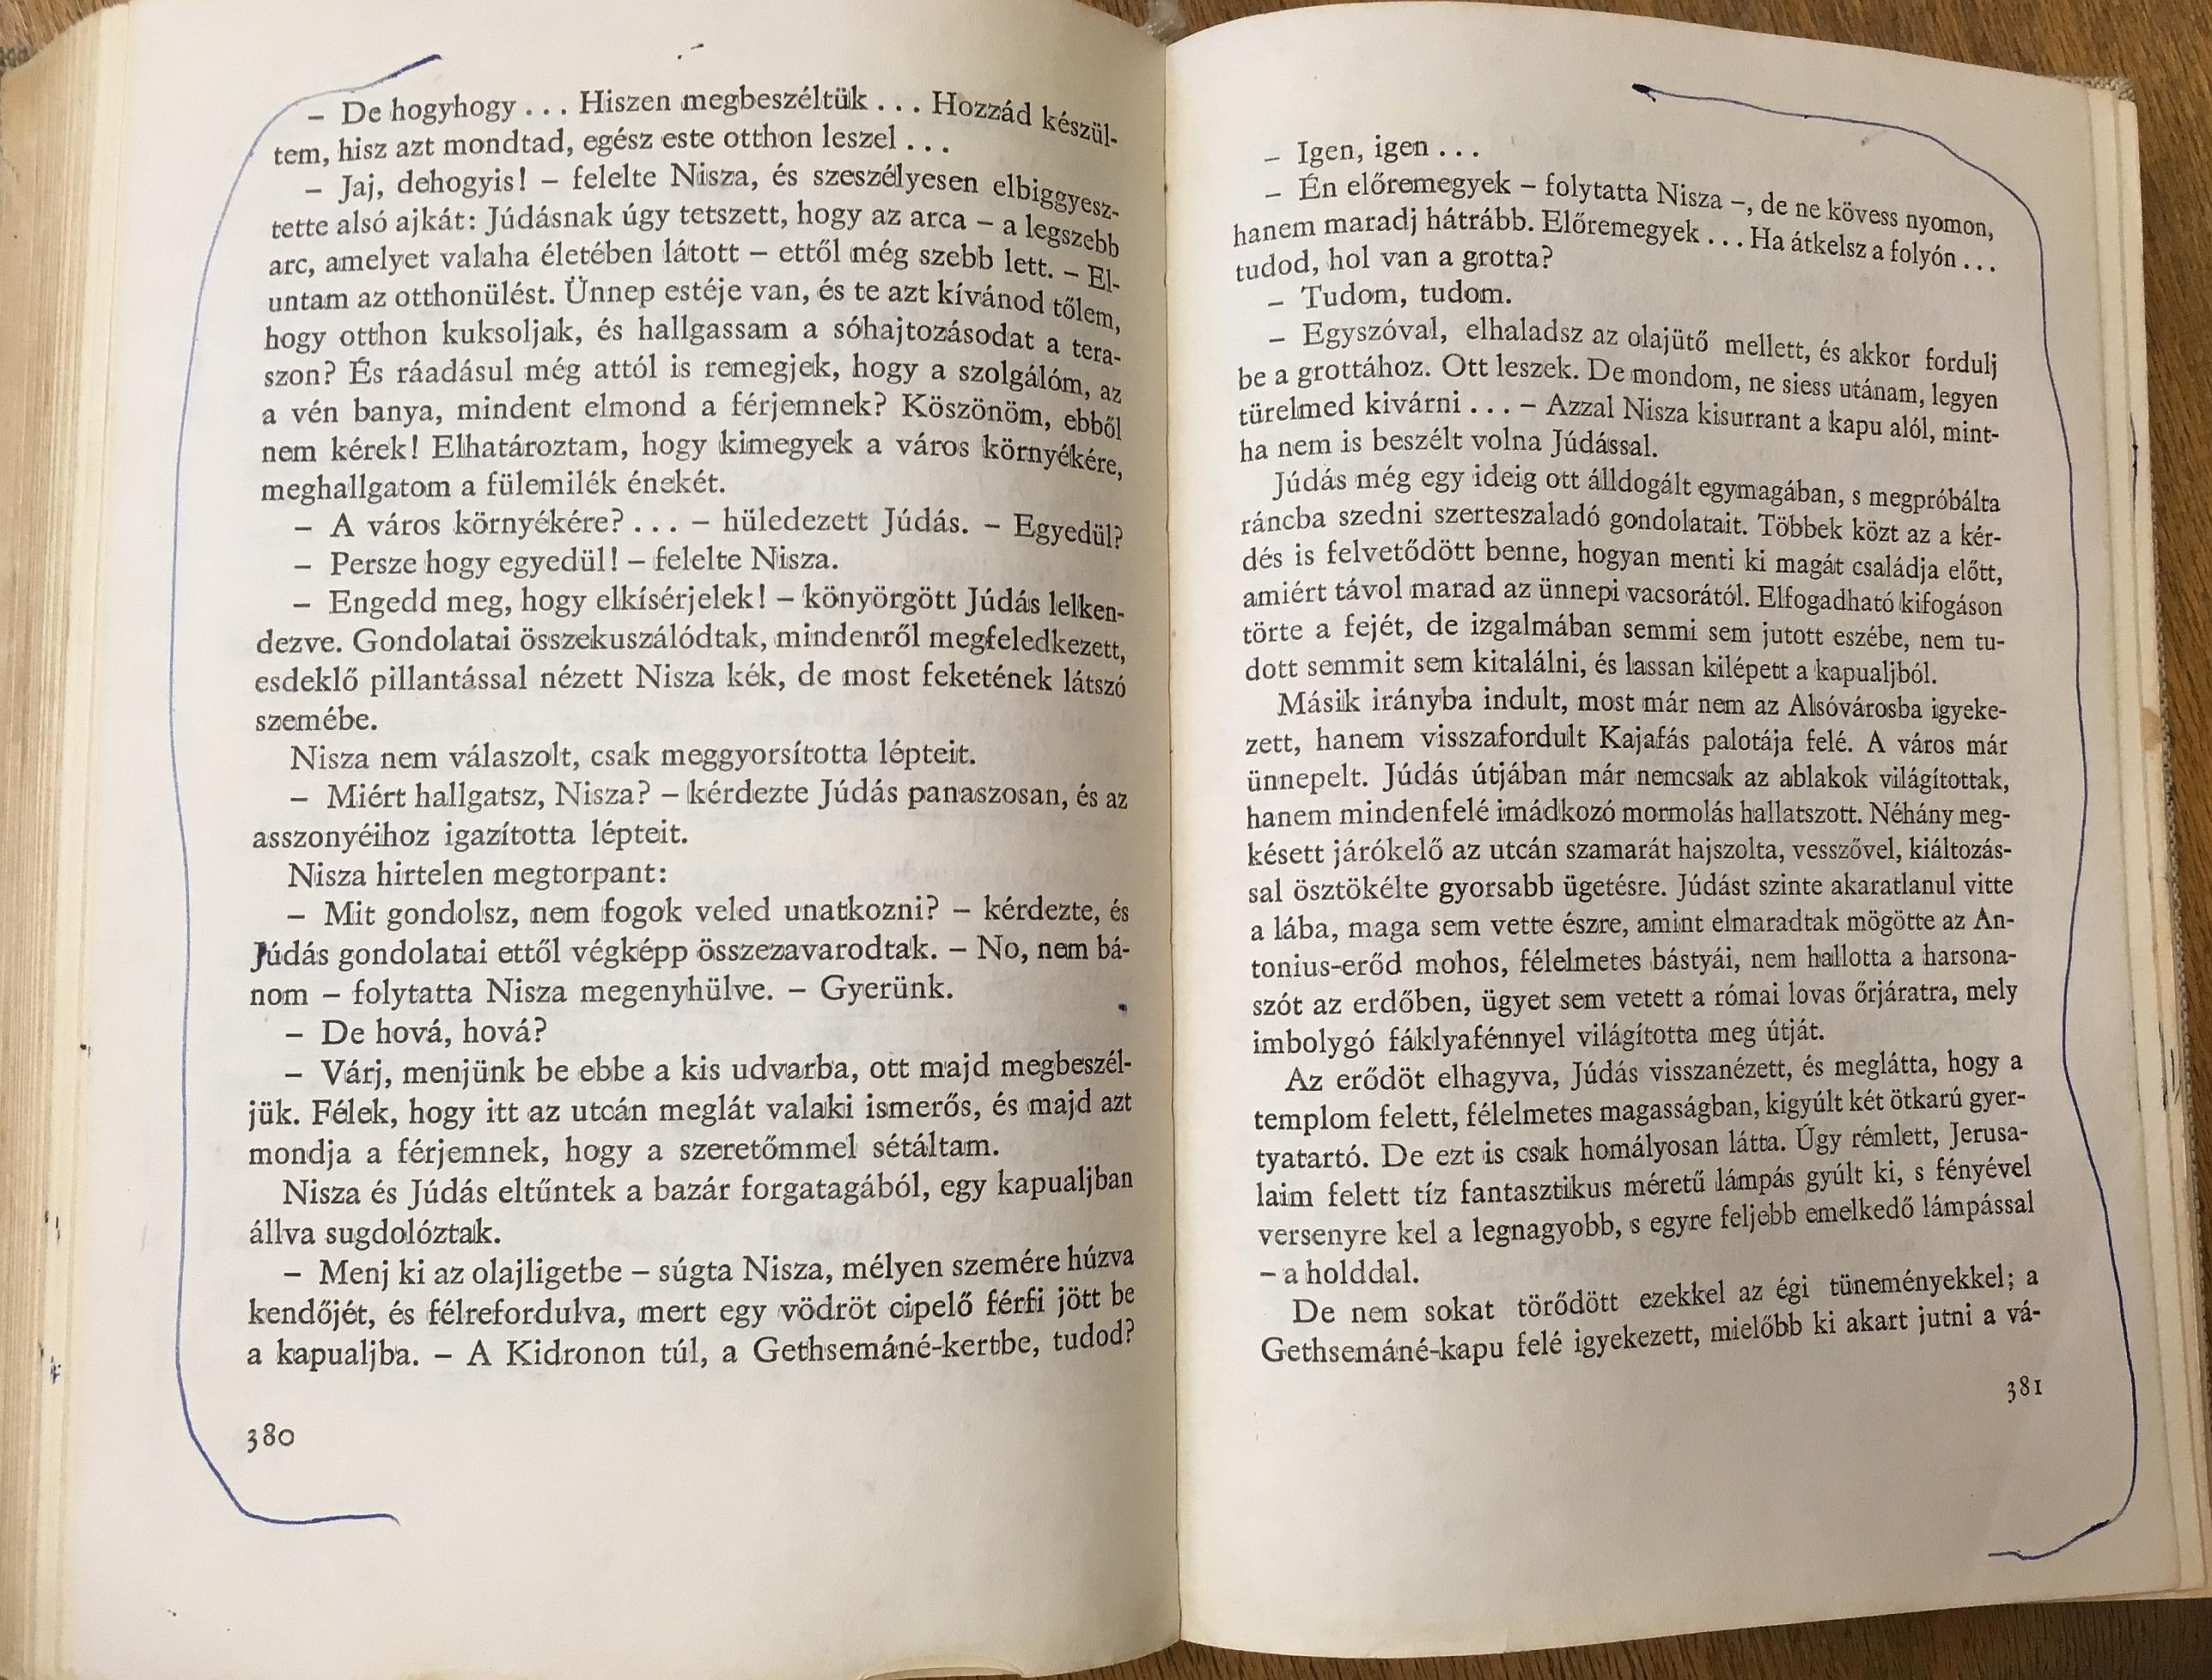 – De hogyhogy . . . Hiszen megbeszéltük . . . Hozzád készül-
tem, hisz azt mondtad, egész este otthon leszel . . .
– Jaj, dehogyis! – felelte Nisza, és szeszélyesen elbiggyesz-
tette alsó ajkát: Júdásnak úgy tetszett, hogy az arca – a legszebb
arc, amelyet valaha életében látott – ettől még szebb lett. – El-
untam az otthonülést. Ünnep estéje van, és te azt kívánod tőlem,
hogy otthon kuksoljak, és hallgassam a sóhajtozásodat a tera-
szon? És ráadásul még attól is remegjek, hogy a szolgálóm, az
a vén banya, mindent elmond a férjemnek? Köszönöm, ebből
nem kérek! Elhatároztam, hogy kimegyek a város környékére,
meghallgatom a fülemilék énekét.
– A város környékére? . . . – hüledezett Júdás. – Egyedül?
– Persze hogy egyedül! – felelte Nisza.
– Engedd meg, hogy elkísérjelek! – könyörgött Júdás lelken-
dezve. Gondolatai összekuszálódtak, mindenről megfeledkezett,
esdeklő pillantással nézett Nisza kék, de most feketének látszó
szemébe.
Nisza nem válaszolt, csak meggyorsította lépteit.
– Miért hallgatsz, Nisza? – kérdezte Júdás panaszosan, és az
asszonyéihoz igazította lépteit.
Nisza hirtelen megtorpant:
– Mit gondolsz, nem fogok veled unatkozni? – kérdezte, és
Júdás gondolatai ettől végképp összezavarodtak. – No, nem bá-
nom – folytatta Nisza megenyhülve. – Gyerünk.
– De hová, hová?
– Várj, menjünk be ebbe a kis udvarba, ott majd megbeszél-
jük. Félek, hogy itt az utcán meglát valaki ismerős, és majd azt
mondja a férjemnek, hogy a szeretőmmel sétáltam.
Nisza és Júdás eltűntek a bazár forgatagából, egy kapualjban
állva sugdolóztak.
– Menj ki az olajligetbe – súgta Nisza, mélyen szemére húzva
kendőjét, és félrefordulva, mert egy vödröt cipelő férfi jött be
a kapualjba. – A Kidronon túl, a Gethsemáné-kertbe, tudod?
380
– Igen, igen . . .
– Én előremegyek – folytatta Nisza –, de ne kövess nyomon,
hanem maradj hátrább. Előremegyek . . . Ha átkelsz a folyón . . .
tudod, hol van a grotta?
– Tudom, tudom.
– Egyszóval, elhaladsz az olajütő mellett, és akkor fordulj
be a grottához. Ott leszek. De mondom, ne siess utánam, legyen
türelmed kivárni . . . – Azzal Nisza kisurrant a kapu alól, mint-
ha nem is beszélt volna Júdással.
Júdás még egy ideig ott álldogált egymagában, s megpróbálta
ráncba szedni szerteszaladó gondolatait. Többek közt az a kér-
dés is felvetődött benne, hogyan menti ki magát családja előtt,
amiért távol marad az ünnepi vacsorától. Elfogadható kifogáson
törte a fejét, de izgalmában semmi sem jutott eszébe, nem tu-
dott semmit sem kitalálni, és lassan kilépett a kapualjból.
Másik irányba indult, most már nem az Alsóvárosba igyeke-
zett, hanem visszafordult Kajafás palotája felé. A város már
ünnepelt. Júdás útjában már nemcsak az ablakok világítottak,
hanem mindenfelé imádkozó mormolás hallatszott. Néhány meg-
késett járókelő az utcán szamarát hajszolta, vesszővel, kiáltozás-
sal ösztökélte gyorsabb ügetésre. Júdást szinte akaratlanul vitte
a lába, maga sem vette észre, amint elmaradtak mögötte az An-
tonius-erőd mohos, félelmetes bástyái, nem hallotta a harsona-
szót az erdőben, ügyet sem vetett a római lovas őrjáratra, mely
imbolygó fáklyafénnyel világította meg útját.
Az erődöt elhagyva, Júdás visszanézett, és meglátta, hogy a
templom felett, félelmetes magasságban, kigyúlt két ötkarú gyer-
tyatartó. De ezt is csak homályosan látta. Úgy rémlett, Jerusa-
laim felett tíz fantasztikus méretű lámpás gyúlt ki, s fényével
versenyre kel a legnagyobb, s egyre feljebb emelkedő lámpással
– a holddal.
De nem sokat törődött ezekkel az égi tüneményekkel; a
Gethsemáné-kapu felé igyekezett, mielőbb ki akart jutni a vá-
381